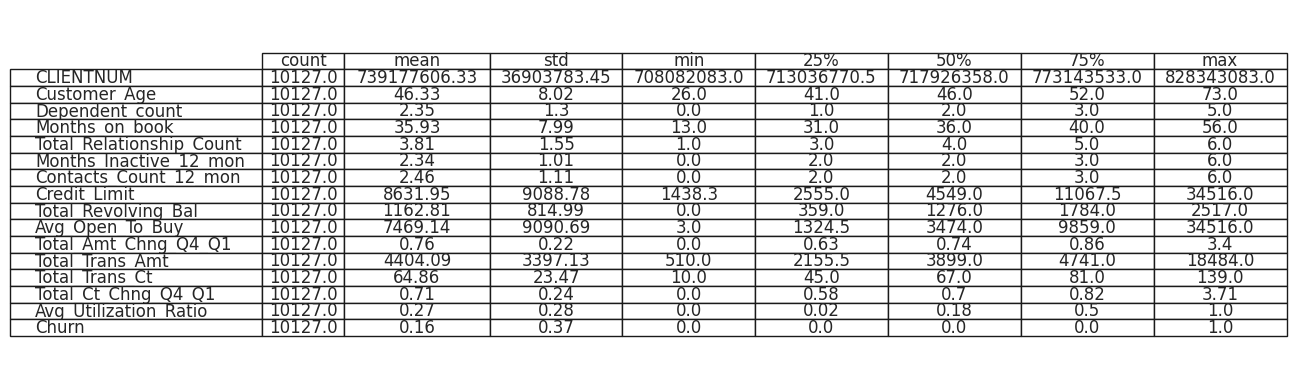 count mean std min 25% 50% 75% max
CLIENTNUM 10127.0 739177606.33 36903783.45 708082083.0 713036770.5 717926358.0 773143533.0 828343083.0
Customer_Age 10127.0 46.33 8.02 26.0 41.0 46.0 52.0 73.0
Dependent_count 10127.0 2.35 1.3 0.0 1.0 2.0 3.0 5.0
Months_on_book 10127.0 35.93 7.99 13.0 31.0 36.0 40.0 56.0
Total_Relationship_Count 10127.0 3.81 1.55 1.0 3.0 4.0 5.0 6.0
Months_Inactive_12_mon 10127.0 2.34 1.01 0.0 2.0 2.0 3.0 6.0
Contacts_Count_12_mon 10127.0 2.46 1.11 0.0 2.0 2.0 3.0 6.0
Credit_Limit 10127.0 8631.95 9088.78 1438.3 2555.0 4549.0 11067.5 34516.0
Total_Revolving_Bal 10127.0 1162.81 814.99 0.0 359.0 1276.0 1784.0 2517.0
Avg_Open_To_Buy 10127.0 7469.14 9090.69 3.0 1324.5 3474.0 9859.0 34516.0
Total_Amt_Chng_Q4_Q1 10127.0 0.76 0.22 0.0 0.63 0.74 0.86 3.4
Total_Trans_Amt 10127.0 4404.09 3397.13 510.0 2155.5 3899.0 4741.0 18484.0
Total_Trans_Ct 10127.0 64.86 23.47 10.0 45.0 67.0 81.0 139.0
Total_Ct_Chng_Q4_Q1 10127.0 0.71 0.24 0.0 0.58 0.7 0.82 3.71
Avg_Utilization_Ratio 10127.0 0.27 0.28 0.0 0.02 0.18 0.5 1.0
Churn 10127.0 0.16 0.37 0.0 0.0 0.0 0.0 1.0